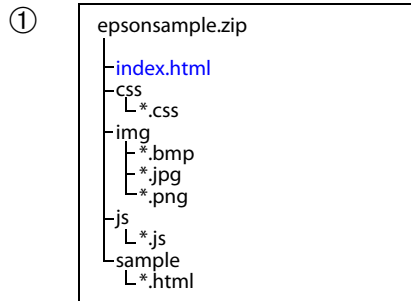 ①
epsonsample.zip
index.html
css
*.css
img
*.bmp
*.jpg
*.png
js
*.js
sample
*.html